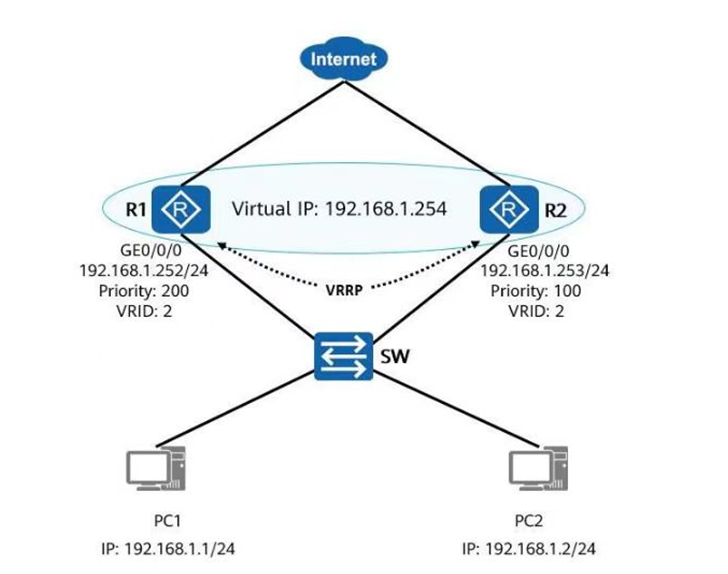 Internet
R1
Virtual IP: 192.168.1.254
R2
GE0/0/0
192.168.1.252/24
Priority: 200
VRID: 2
GE0/0/0
192.168.1.253/24
Priority: 100
VRID: 2
VRRP
SW
PC1
IP: 192.168.1.1/24
PC2
IP: 192.168.1.2/24